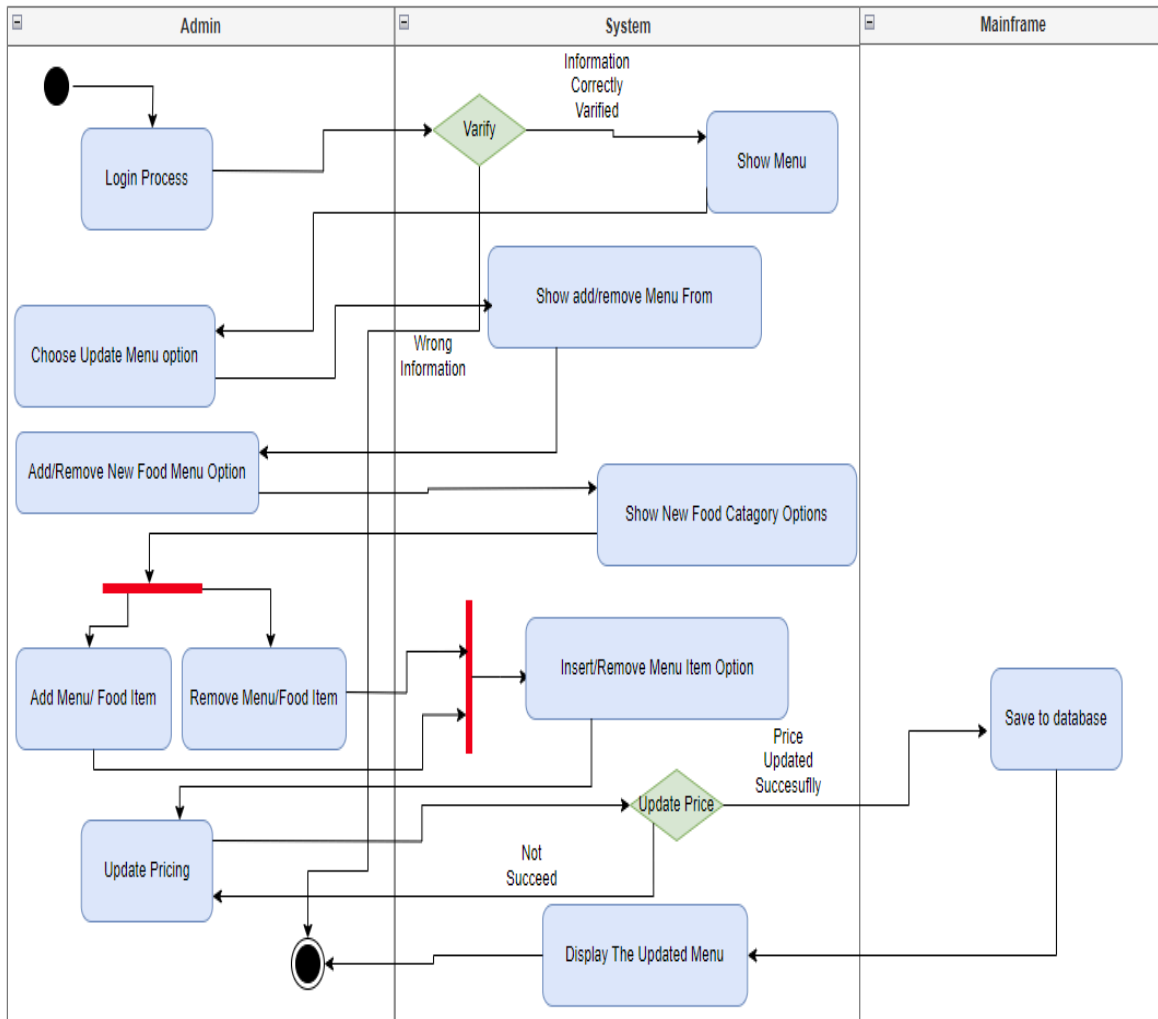 Admin
System
Mainframe
Information
Correctly
Varified
Varify
Login Process
Show Menu
Show add/remove Menu From
Choose Update Menu option
Wrong
Information
Add/Remove New Food Menu Option
Show New Food Catagory Options
Add Menu/ Food Item
Remove Menu/Food Item
Insert/Remove Menu Item Option
Save to database
Price
Updated
Succesuflly
Update Price
Update Pricing
Not
Succeed
Display The Updated Menu